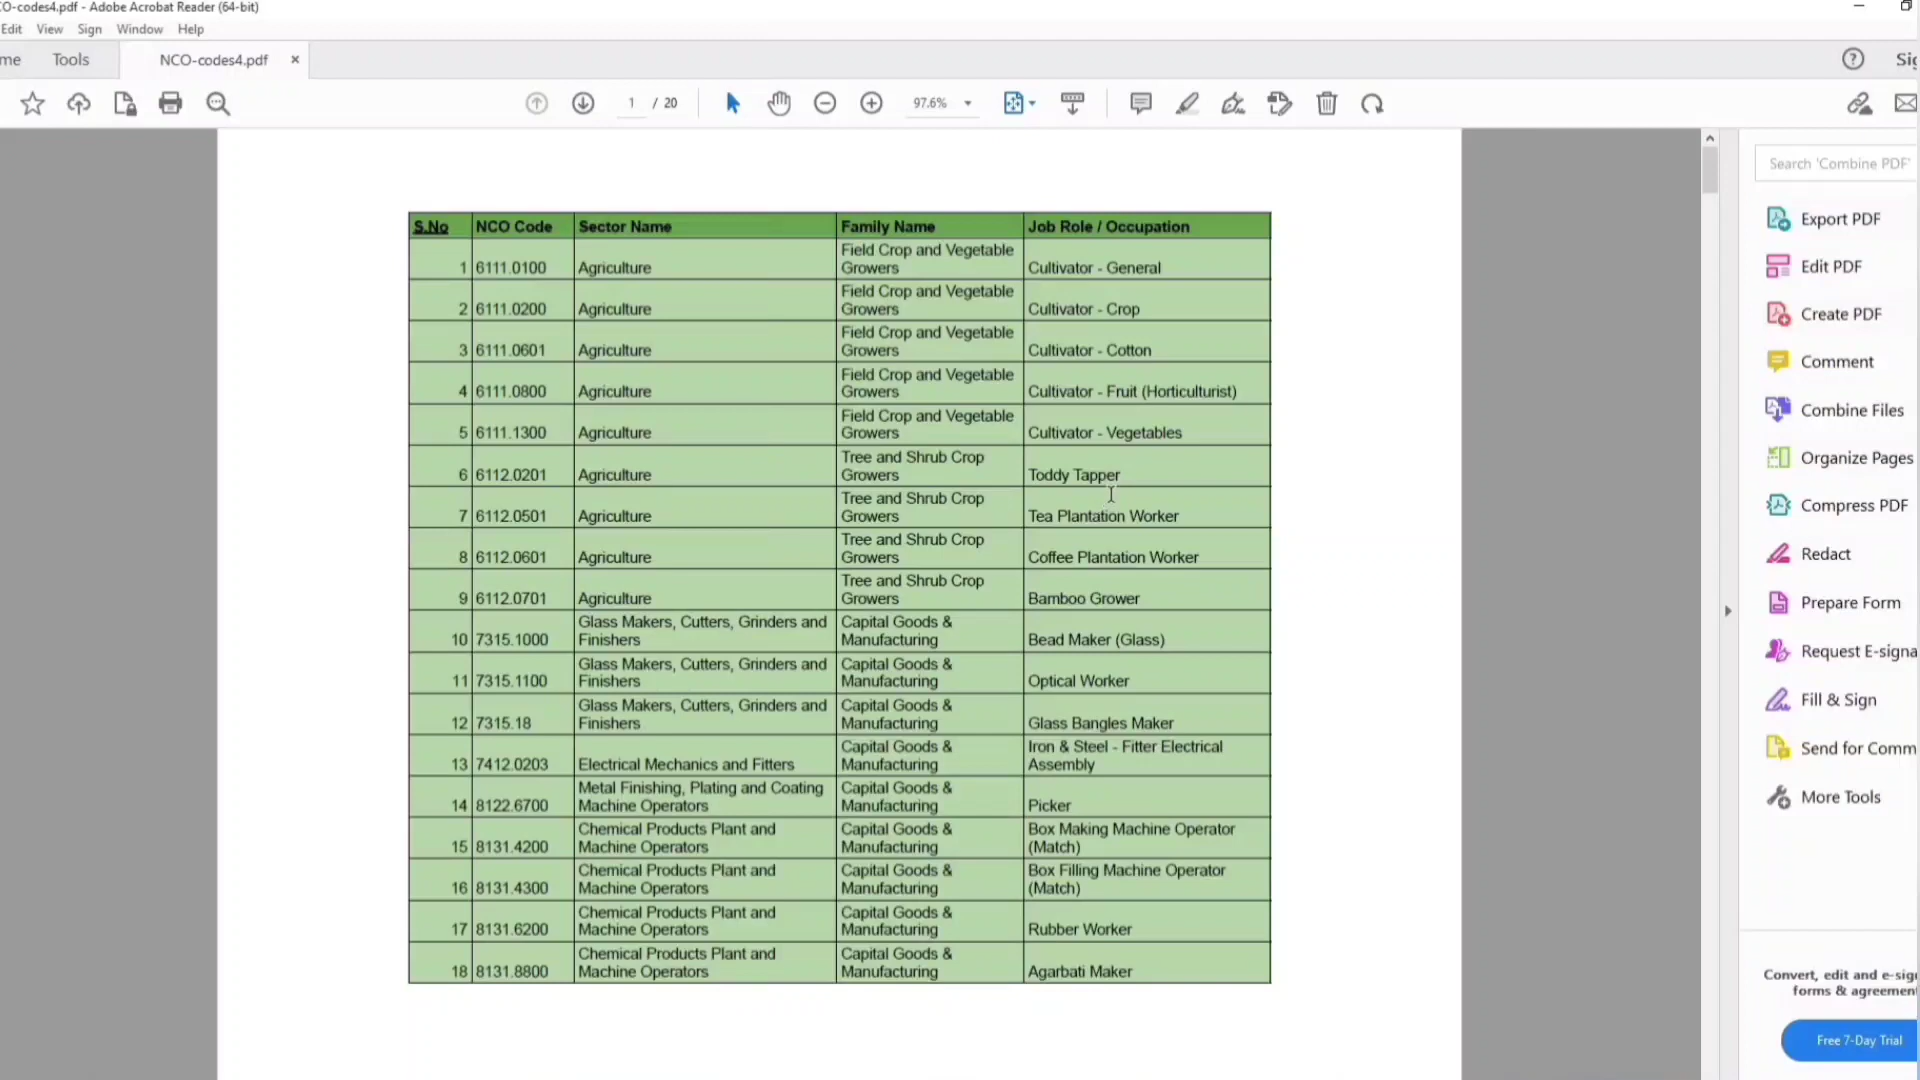 O-codes4.pdf - Adobe Acrobat Reader (64-bit)
Edit View Sign Window Help
me Tools NCO-codes4.pdf × Sig
1 / 20 97.6%
S.No NCO Code Sector Name Family Name Job Role / Occupation
Field Crop and Vegetable
1 6111.0100 Agriculture Growers Cultivator - General
Field Crop and Vegetable
2 6111.0200 Agriculture Growers Cultivator - Crop
Field Crop and Vegetable
3 6111.0601 Agriculture Growers Cultivator - Cotton
Field Crop and Vegetable
4 6111.0800 Agriculture Growers Cultivator - Fruit (Horticulturist)
Field Crop and Vegetable
5 6111.1300 Agriculture Growers Cultivator - Vegetables
Tree and Shrub Crop
6 6112.0201 Agriculture Growers Toddy Tapper
Tree and Shrub Crop
7 6112.0501 Agriculture Growers Tea Plantation Worker
Tree and Shrub Crop
8 6112.0601 Agriculture Growers Coffee Plantation Worker
Tree and Shrub Crop
9 6112.0701 Agriculture Growers Bamboo Grower
Glass Makers, Cutters, Grinders and Capital Goods &
10 7315.1000 Finishers Manufacturing Bead Maker (Glass)
Glass Makers, Cutters, Grinders and Capital Goods &
11 7315.1100 Finishers Manufacturing Optical Worker
Glass Makers, Cutters, Grinders and Capital Goods &
12 7315.18 Finishers Manufacturing Glass Bangles Maker
Capital Goods & Iron & Steel - Fitter Electrical
13 7412.0203 Electrical Mechanics and Fitters Manufacturing Assembly
Metal Finishing, Plating and Coating Capital Goods &
14 8122.6700 Machine Operators Manufacturing Picker
Chemical Products Plant and Capital Goods & Box Making Machine Operator
15 8131.4200 Machine Operators Manufacturing (Match)
Chemical Products Plant and Capital Goods & Box Filling Machine Operator
16 8131.4300 Machine Operators Manufacturing (Match)
Chemical Products Plant and Capital Goods &
17 8131.6200 Machine Operators Manufacturing Rubber Worker
Chemical Products Plant and Capital Goods &
18 8131.8800 Machine Operators Manufacturing Agarbati Maker
Search 'Combine PDF'
Export PDF
Edit PDF
Create PDF
Comment
Combine Files
Organize Pages
Compress PDF
Redact
Prepare Form
Request E-signa
Fill & Sign
Send for Comm
More Tools
Convert, edit and e-sign
forms & agreement
Free 7-Day Trial